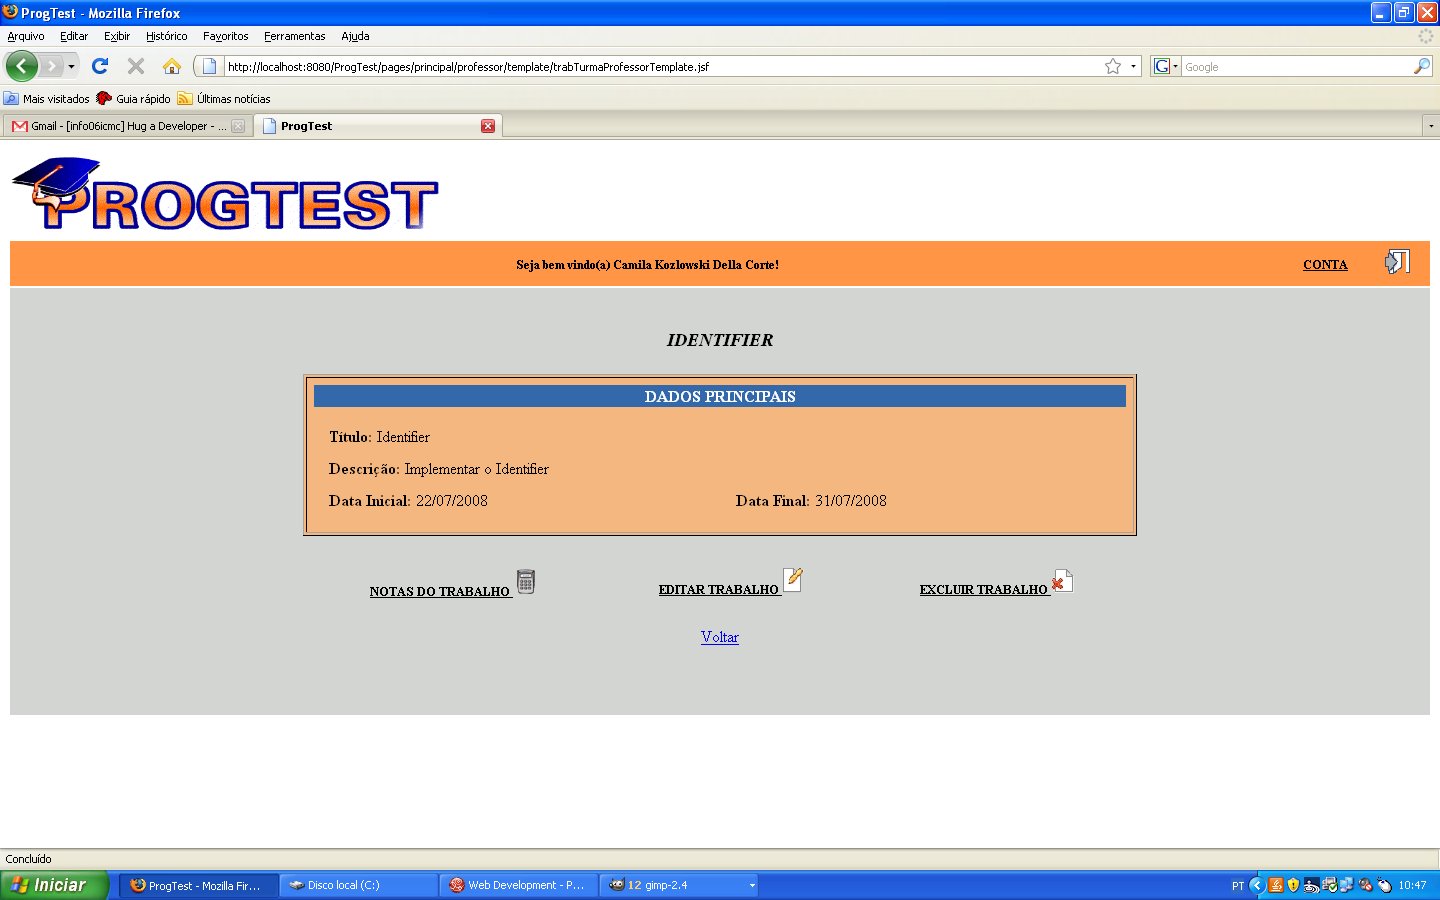 ProgTest - Mozilla Firefox
Arquivo Editar Exibir Histórico Favoritos Ferramentas Ajuda
http://localhost:8080/ProgTest/pages/principal/professor/template/trabTurmaProfessorTemplate.jsf
G Google
Mais visitados Guia rápido Últimas notícias
Gmail - [info06icmc] Hug a Developer - ... ProgTest
PROGTEST
Seja bem vindo(a) Camila Kozlowski Della Corte! CONTA
IDENTIFIER
DADOS PRINCIPAIS
Título: Identifier
Descrição: Implementar o Identifier
Data Inicial: 22/07/2008 Data Final: 31/07/2008
NOTAS DO TRABALHO EDITAR TRABALHO EXCLUIR TRABALHO
Voltar
Concluído
Iniciar ProgTest - Mozilla Fir... Disco local (C:) Web Development - P... 12 gimp-2.4 PT 10:47